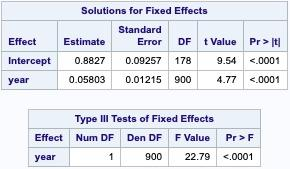 Solutions for Fixed Effects
Effect Estimate Standard Error DF t Value Pr > |t|
Intercept 0.8827 0.09257 178 9.54 <.0001
year 0.05803 0.01215 900 4.77 <.0001
Type III Tests of Fixed Effects
Effect Num DF Den DF F Value Pr > F
year 1 900 22.79 <.0001